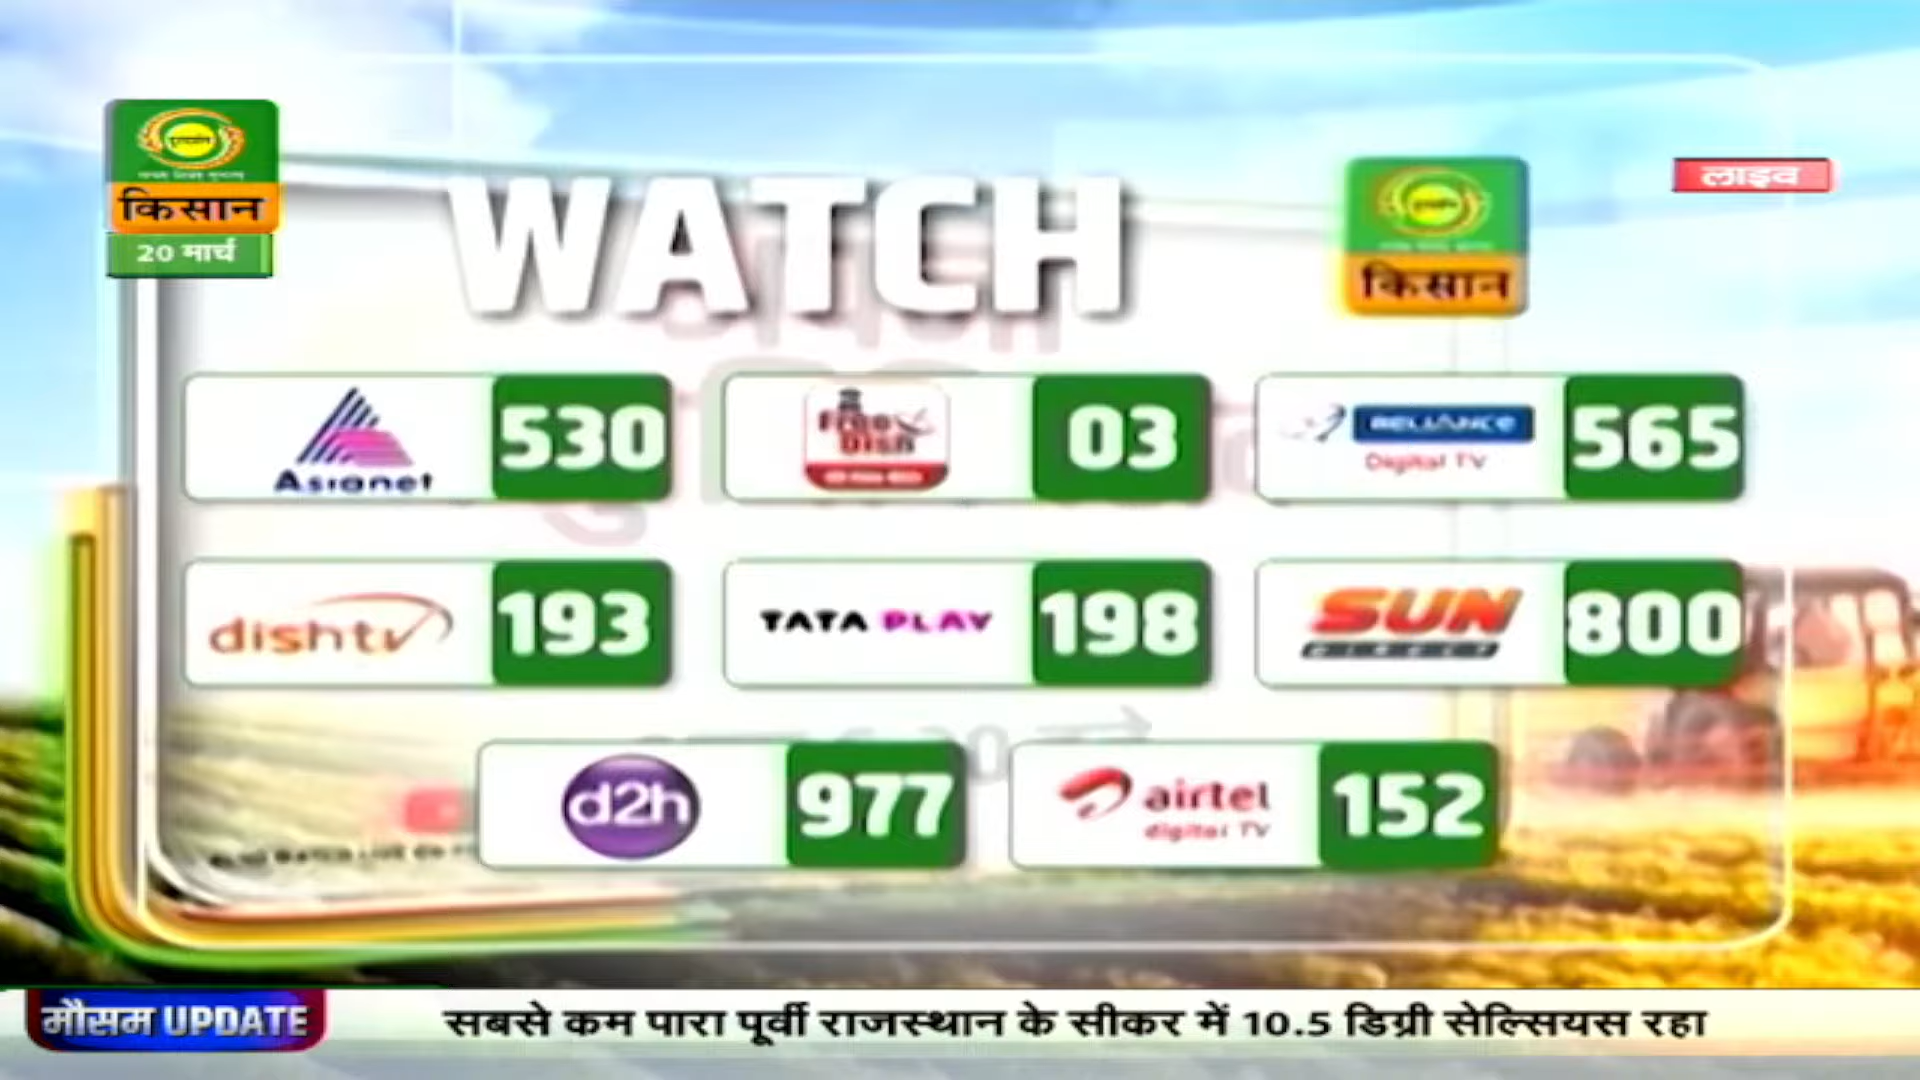 किसान
20 मार्च
WATCH
किसान
लाइव
Asianet 530
Free Dish 03
RELIANCE Digital TV 565
dishtv 193
TATA PLAY 198
SUN DIRECT 800
d2h 977
airtel digital TV 152
मौसम UPDATE
सबसे कम पारा पूर्वी राजस्थान के सीकर में 10.5 डिग्री सेल्सियस रहा